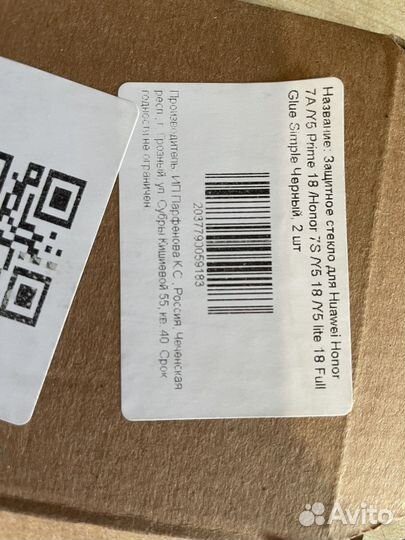 Название: Защитное стекло для Huawei Honor
7A /Y5 Prime 18 /Honor 7S /Y5 18 /Y5 lite 18 Full
Glue Simple Черный, 2 шт
2037790059183
Производитель: ИП Парфенова К.С., Россия, Чеченская
респ., г. Грозный, ул. Субры Кишиевой 55, кв. 40 Срок
годности не ограничен
Avito